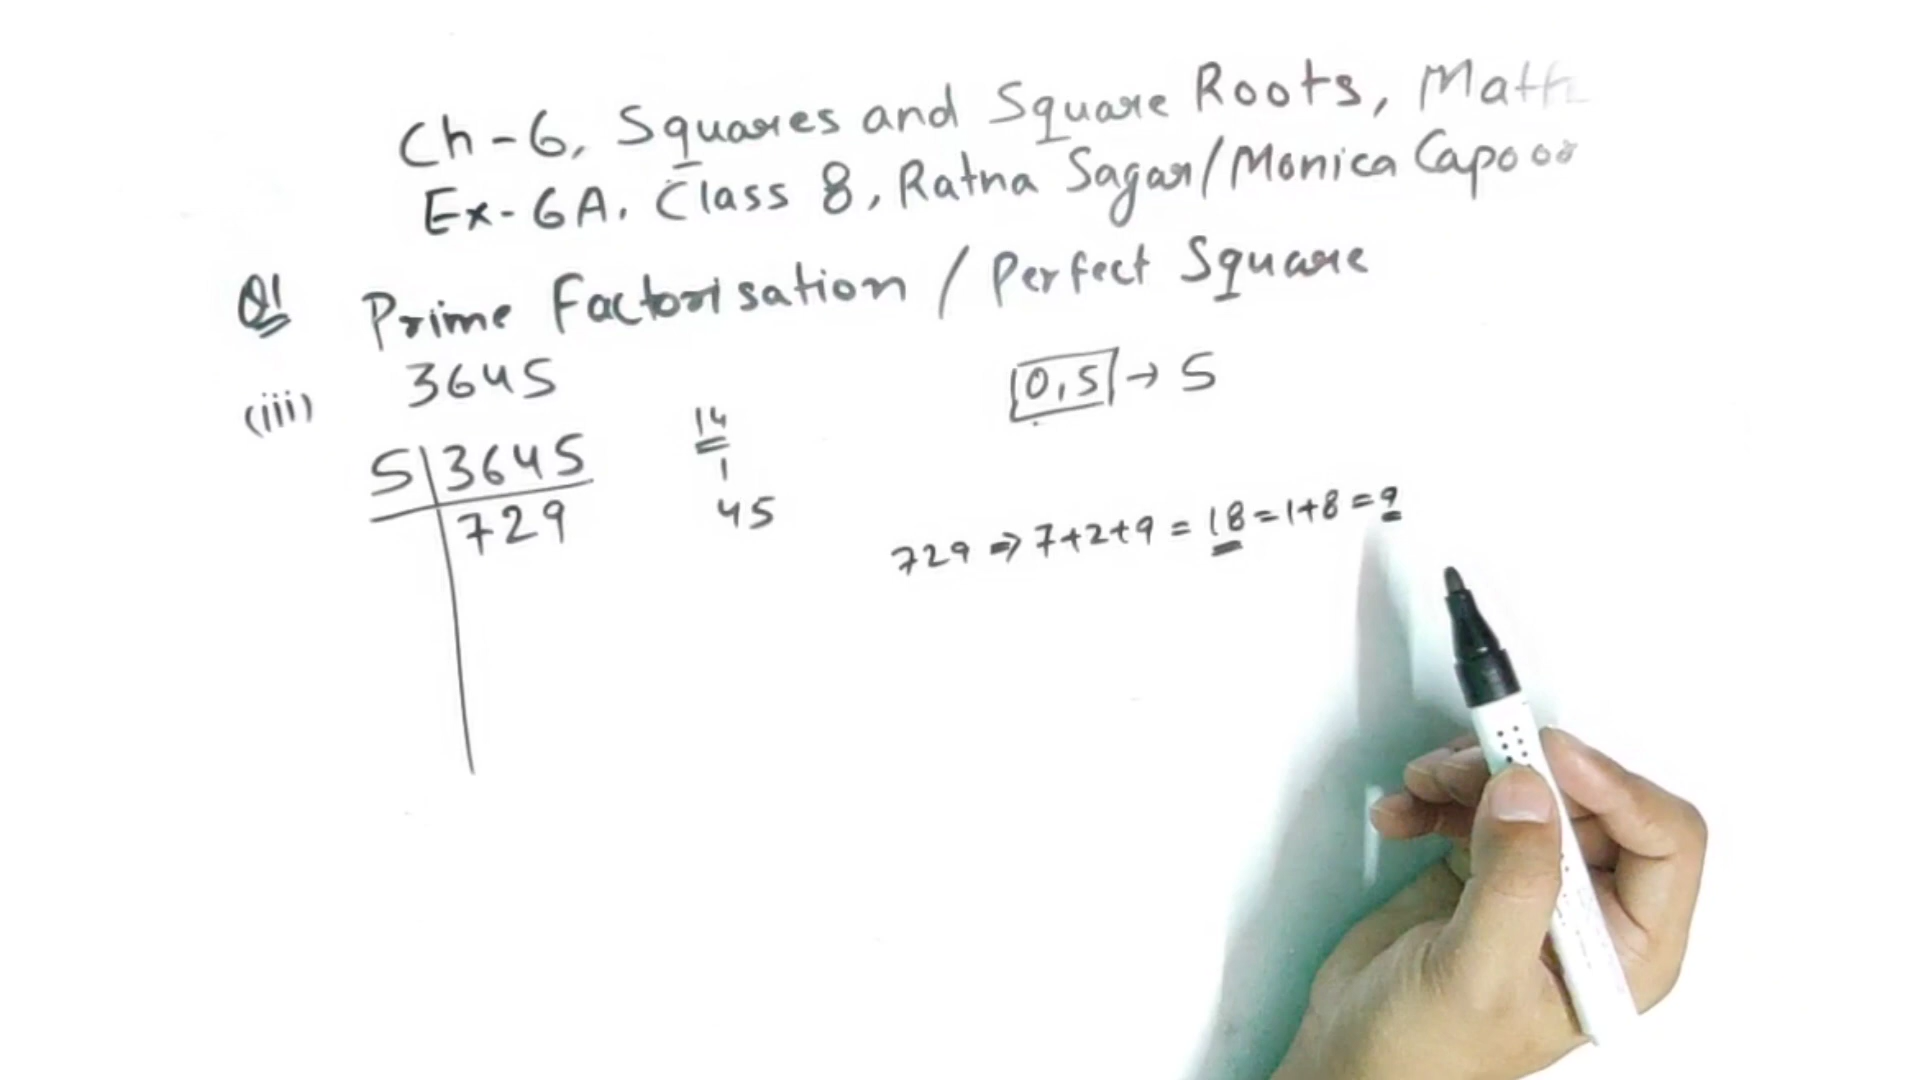 Ch-6, Squares and Square Roots, Math
Ex-6A. Class 8, Ratna Sagar/Monica Capoor
Q1 Prime Factorisation / Perfect Square
(iii) 3645
0,5 → 5
14
5 3645
1
729
45
729 ⇒ 7+2+9 = 18 = 1+8 = 9